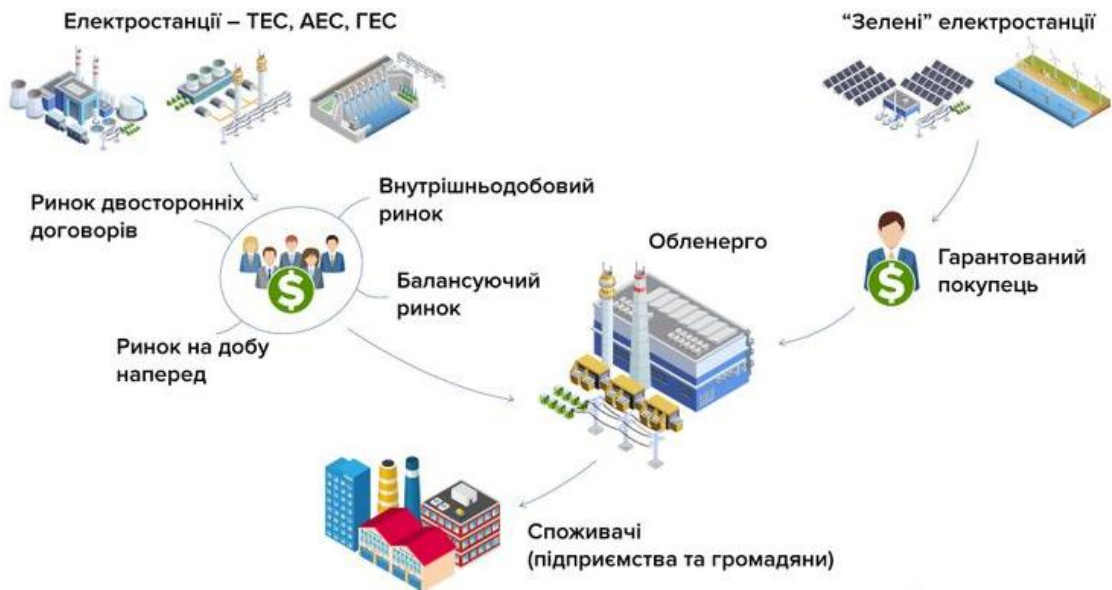 Електростанції – ТЕС, АЕС, ГЕС
“Зелені” електростанції
Ринок двосторонніх
договорів
Внутрішньодобовий
ринок
Балансуючий
ринок
Ринок на добу
наперед
Обленерго
Гарантований
покупець
Споживачі
(підприємства та громадяни)